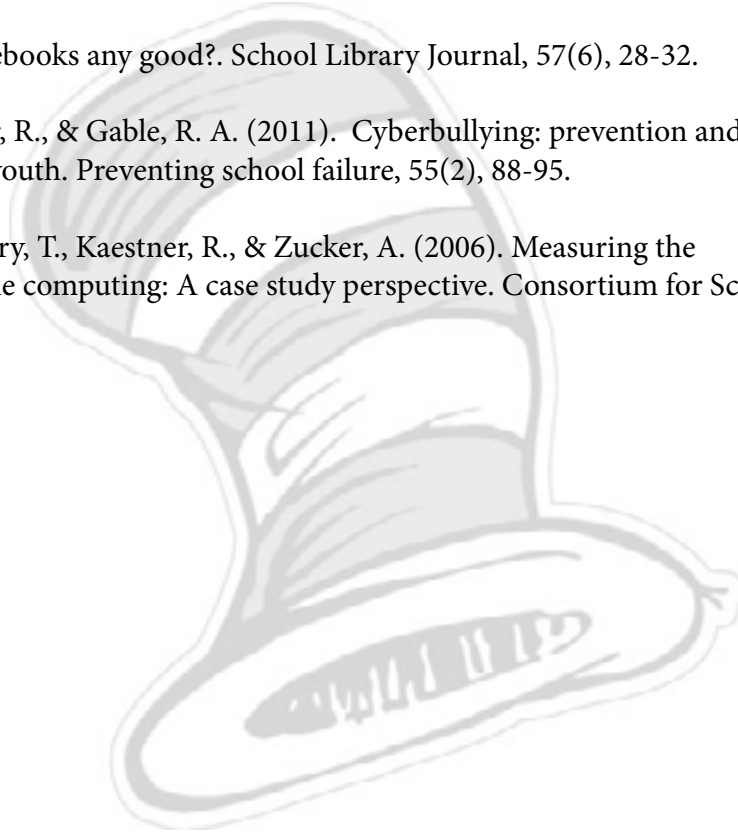 ebooks any good?. School Library Journal, 57(6), 28-32.
, R., & Gable, R. A. (2011). Cyberbullying: prevention and
youth. Preventing school failure, 55(2), 88-95.
ry, T., Kaestner, R., & Zucker, A. (2006). Measuring the
e computing: A case study perspective. Consortium for Sc